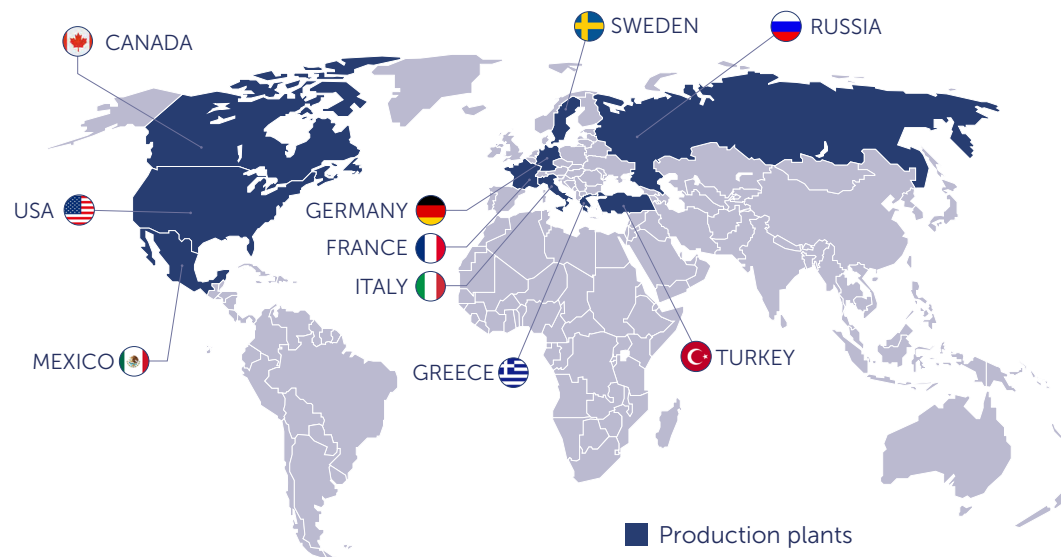 SWEDEN
RUSSIA
CANADA
USA
GERMANY
FRANCE
ITALY
MEXICO
GREECE
TURKEY
Production plants